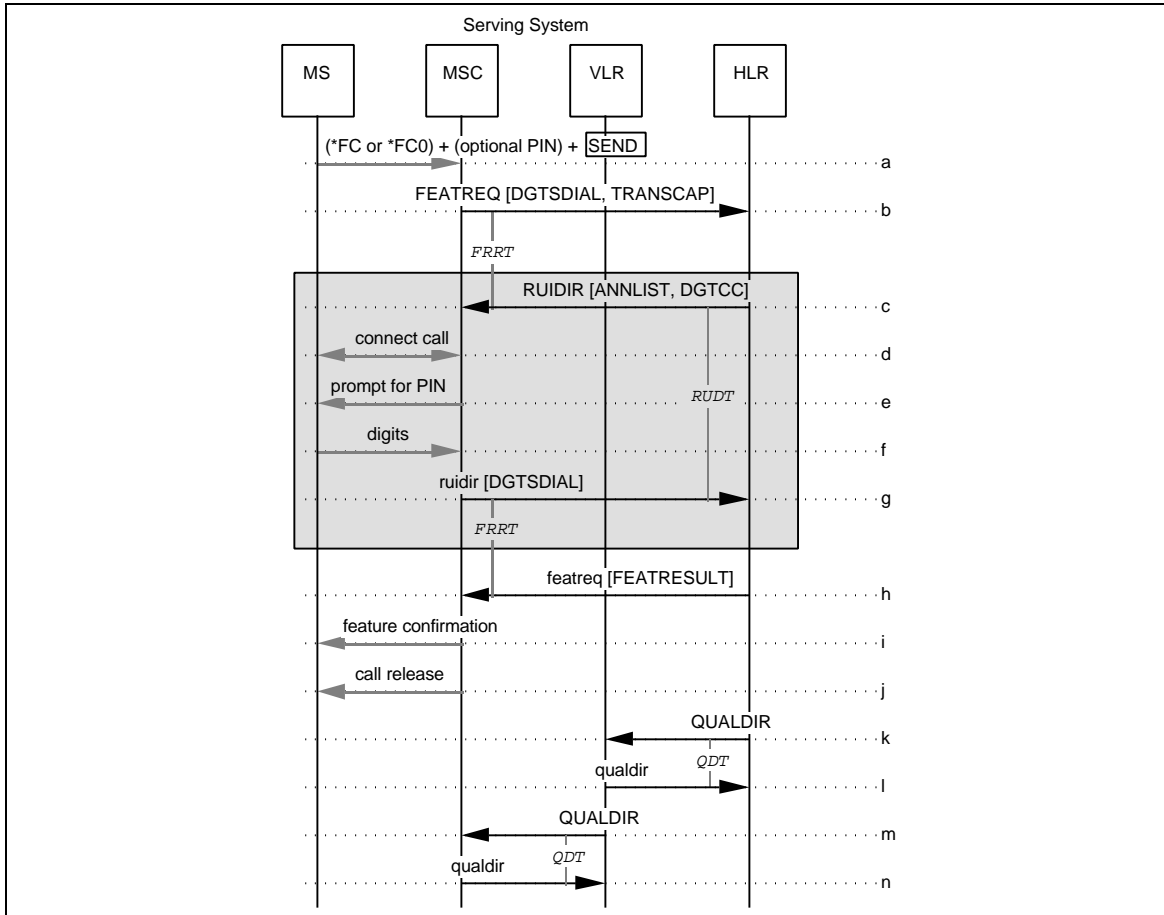 Serving System
MS MSC VLR HLR
(*FC or *FC0) + (optional PIN) + SEND
a
FEATREQ [DGTSDIAL, TRANSCAP]
b
FRRT
RUIDIR [ANNLIST, DGTCC]
c
connect call
d
prompt for PIN
RUDT
e
digits
f
ruidir [DGTSDIAL]
g
FRRT
featreq [FEATRESULT]
h
feature confirmation
i
call release
j
QUALDIR
k
QDT
qualdir
l
QUALDIR
m
QDT
qualdir
n